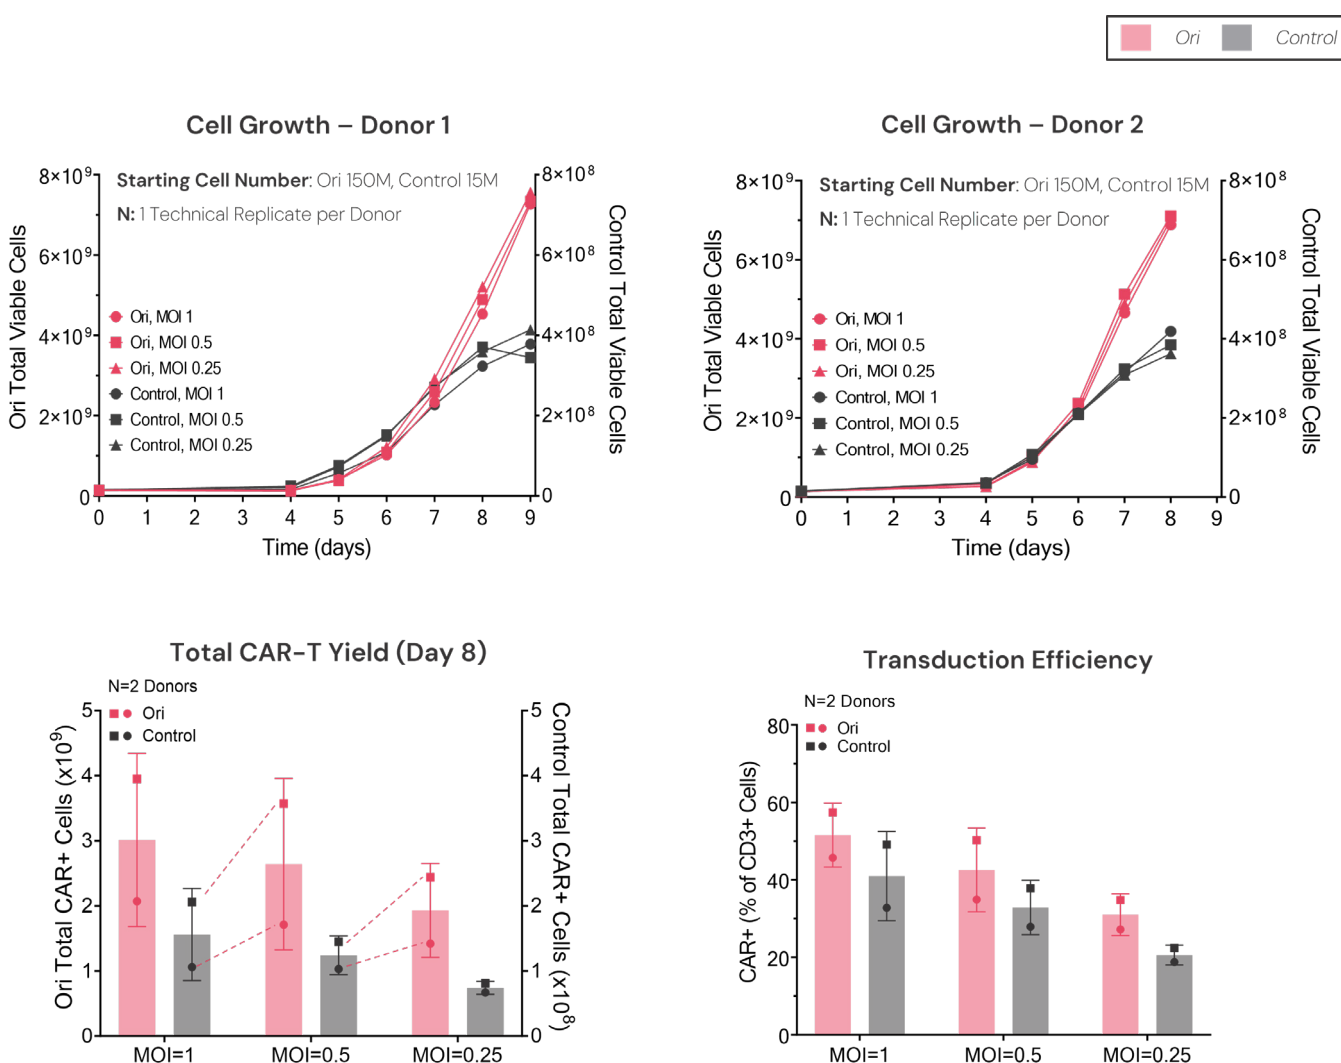 Ori Control
Cell Growth – Donor 1
Starting Cell Number: Ori 150M, Control 15M
N: 1 Technical Replicate per Donor
8×10⁹
6×10⁹
4×10⁹
2×10⁹
0
Ori Total Viable Cells
8×10⁸
6×10⁸
4×10⁸
2×10⁸
0
Control Total Viable Cells
Ori, MOI 1
Ori, MOI 0.5
Ori, MOI 0.25
Control, MOI 1
Control, MOI 0.5
Control, MOI 0.25
0 1 2 3 4 5 6 7 8 9
Time (days)
Cell Growth – Donor 2
Starting Cell Number: Ori 150M, Control 15M
N: 1 Technical Replicate per Donor
8×10⁹
6×10⁹
4×10⁹
2×10⁹
0
Ori Total Viable Cells
8×10⁸
6×10⁸
4×10⁸
2×10⁸
0
Control Total Viable Cells
Ori, MOI 1
Ori, MOI 0.5
Ori, MOI 0.25
Control, MOI 1
Control, MOI 0.5
Control, MOI 0.25
0 1 2 3 4 5 6 7 8 9
Time (days)
Total CAR-T Yield (Day 8)
N=2 Donors
Ori
Control
5
4
3
2
1
0
Ori Total CAR+ Cells (x10⁹)
5
4
3
2
1
0
Control Total CAR+ Cells (x10⁸)
MOI=1 MOI=0.5 MOI=0.25
Transduction Efficiency
N=2 Donors
Ori
Control
80
60
40
20
0
CAR+ (% of CD3+ Cells)
MOI=1 MOI=0.5 MOI=0.25